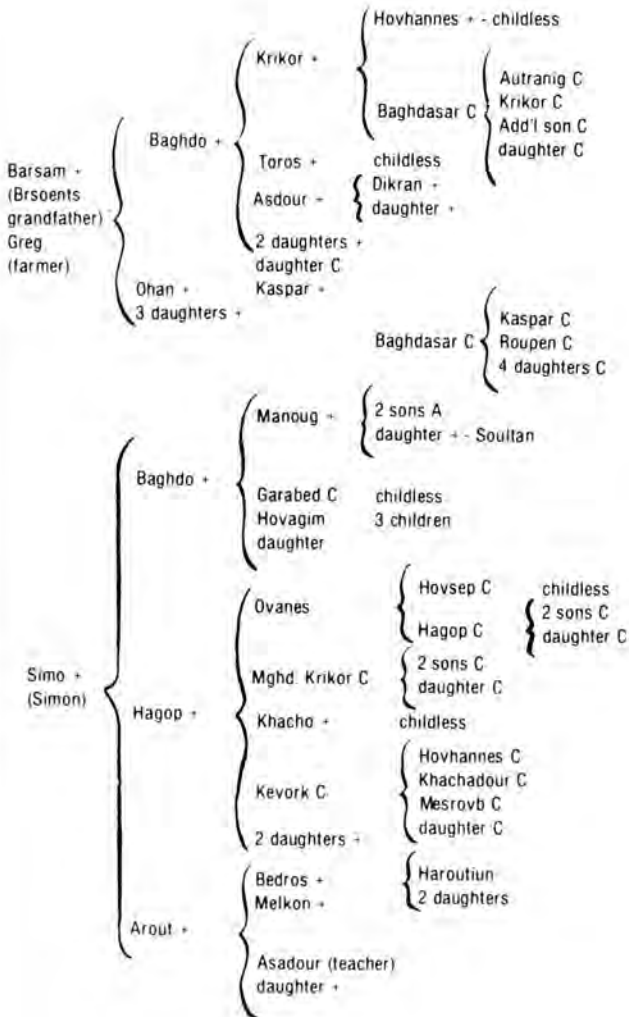 Hovhannes + - childless
Krikor +
Autranig C
Krikor C
Baghdasar C
Add'l son C
daughter C
Baghdo +
Toros + childless
Barsam +
(Brsoents
grandfather)
Greg
(farmer)
Asdour +
Dikran +
daughter +
2 daughters +
daughter C
Kaspar +
Ohan +
3 daughters +
Baghdasar C
Kaspar C
Roupen C
4 daughters C
Manoug +
2 sons A
daughter + - Soultan
Baghdo +
Garabed C childless
Hovagim 3 children
daughter
Ovanes
Hovsep C childless
Hagop C
2 sons C
daughter C
Simo +
(Simon)
Mghd. Krikor C
2 sons C
daughter C
Hagop +
Khacho + childless
Kevork C
Hovhannes C
Khachadour C
Mesrovb C
daughter C
2 daughters +
Bedros +
Melkon +
Haroutiun
2 daughters
Arout +
Asadour (teacher)
daughter +